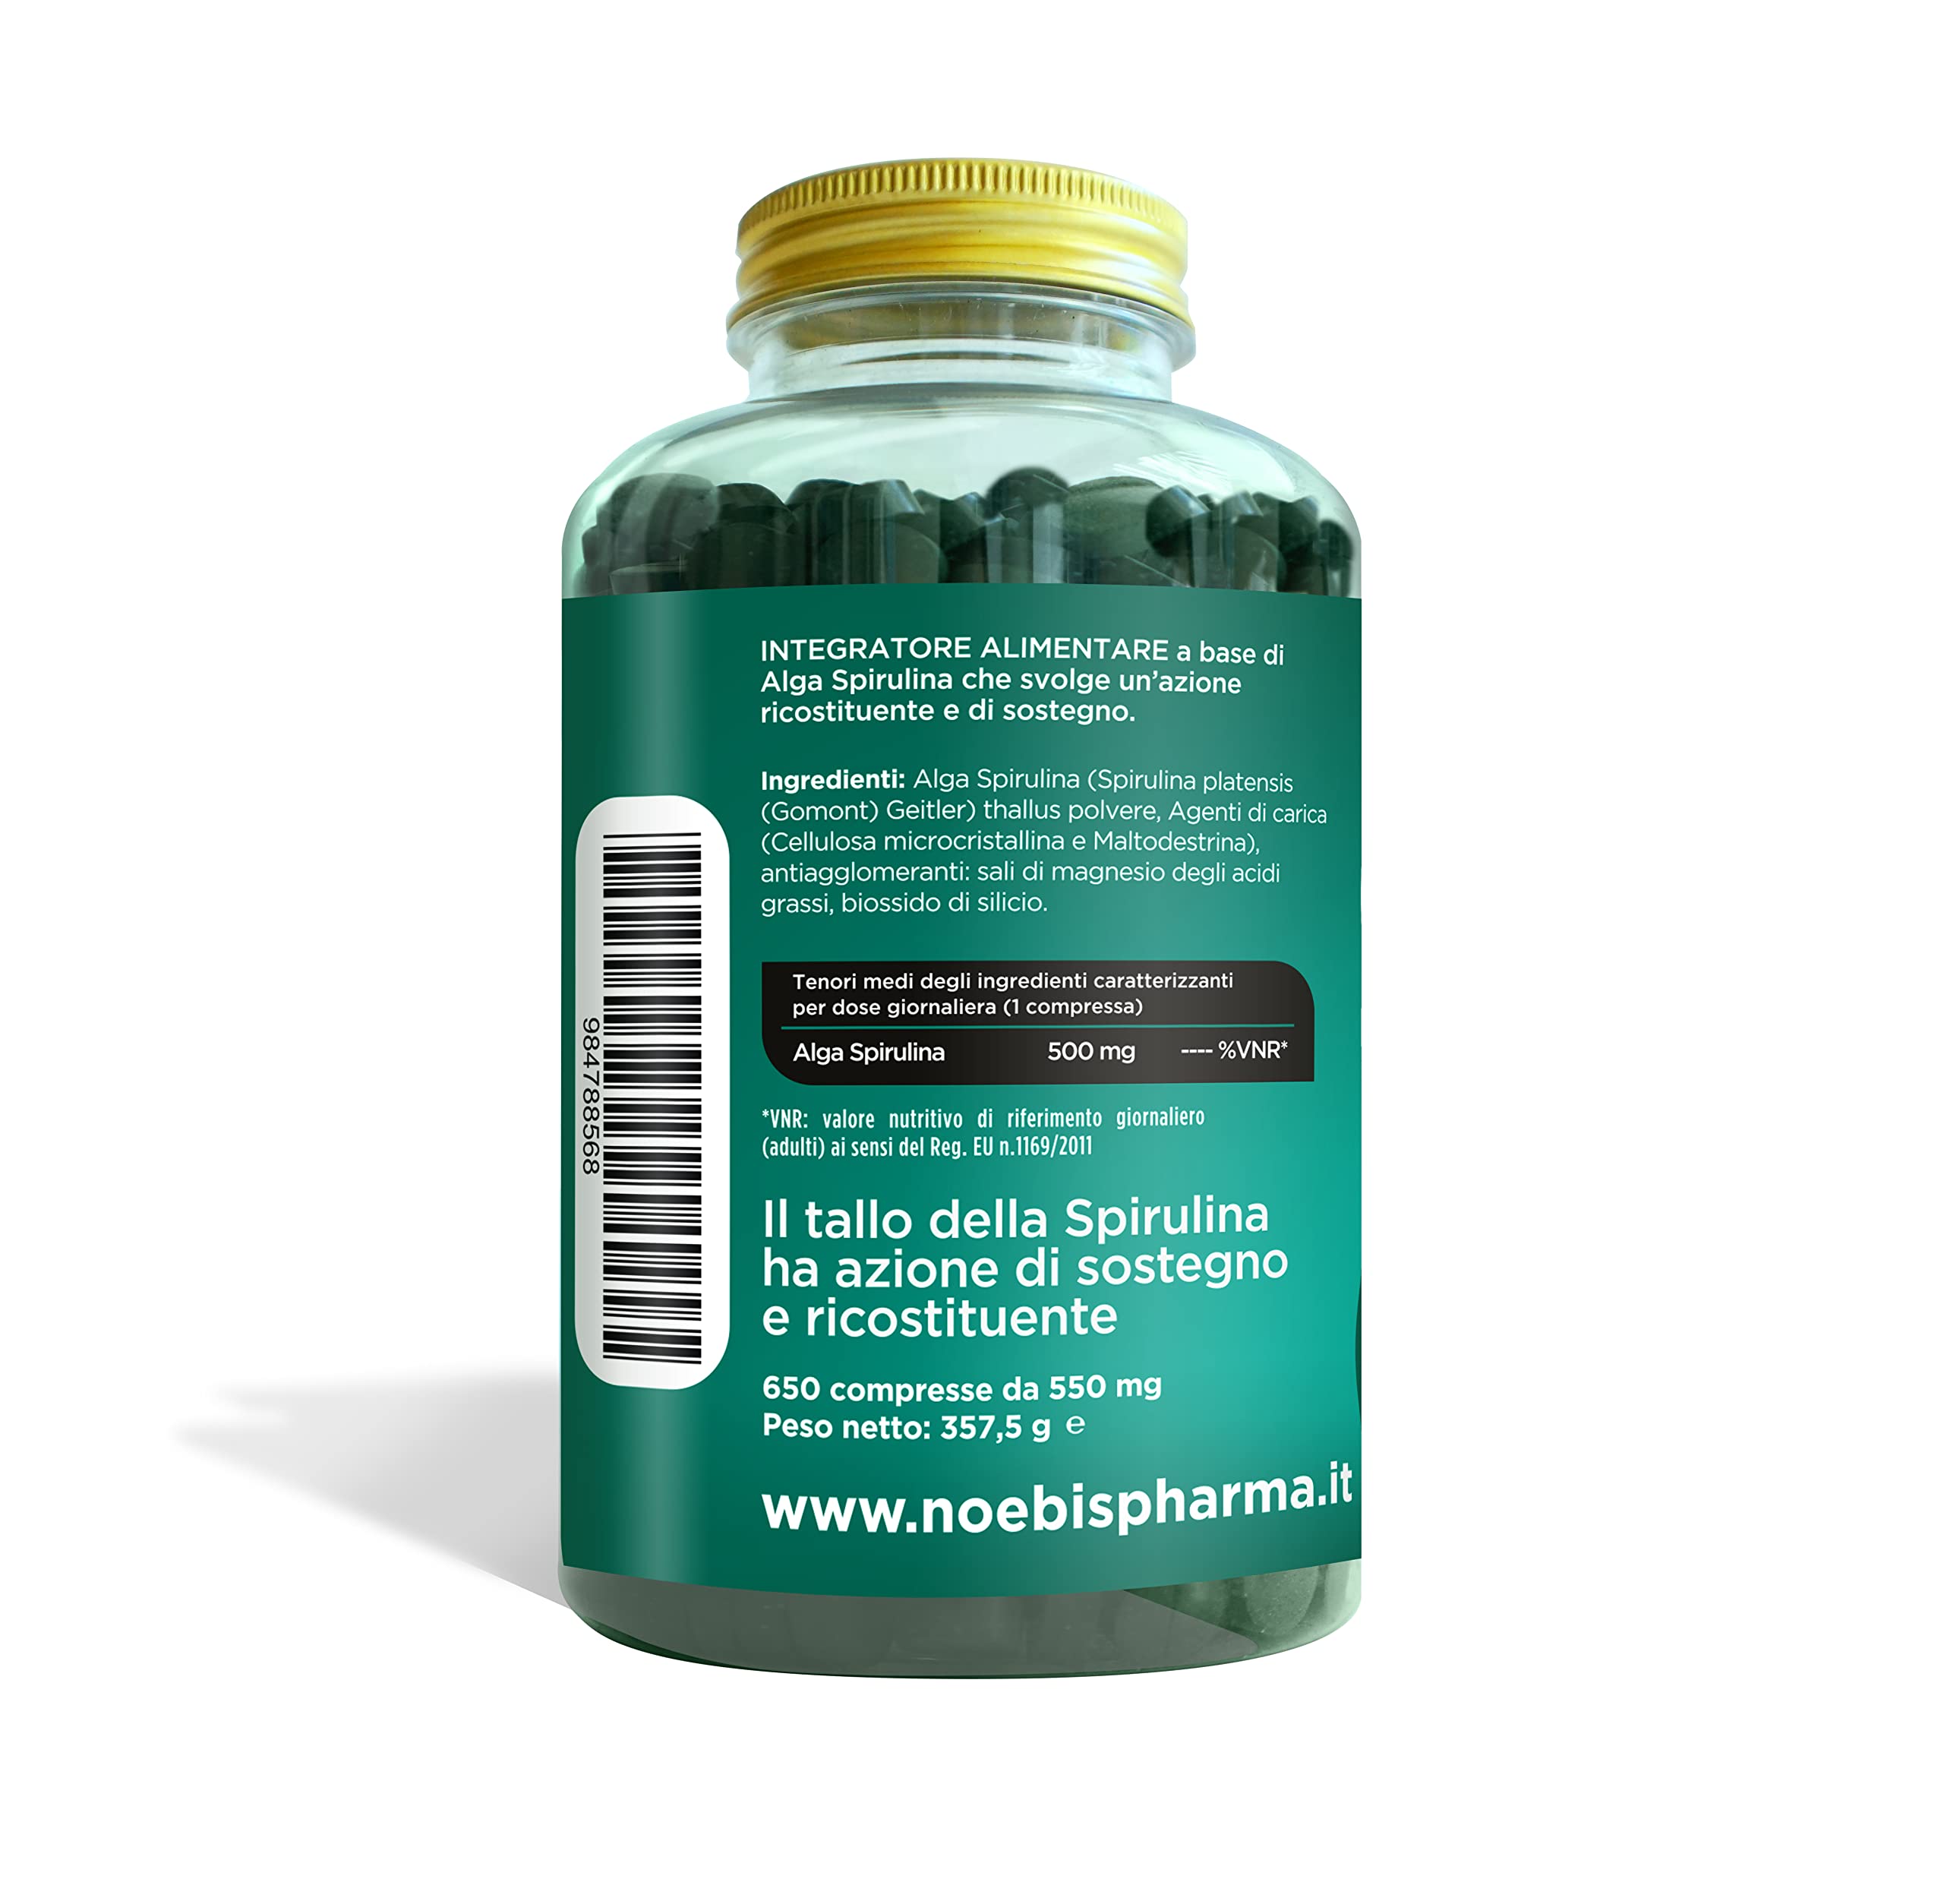 INTEGRATORE ALIMENTARE a base di
Alga Spirulina che svolge un’azione
ricostituente e di sostegno.
Ingredienti: Alga Spirulina (Spirulina platensis
(Gomont) Geitler) thallus polvere, Agenti di carica
(Cellulosa microcristallina e Maltodestrina),
antiagglomeranti: sali di magnesio degli acidi
grassi, biossido di silicio.
Tenori medi degli ingredienti caratterizzanti
per dose giornaliera (1 compressa)
Alga Spirulina 500 mg ---- %VNR*
*VNR: valore nutritivo di riferimento giornaliero
(adulti) ai sensi del Reg. EU n.1169/2011
Il tallo della Spirulina
ha azione di sostegno
e ricostituente
650 compresse da 550 mg
Peso netto: 357,5 g ℮
www.noebispharma.it
984788568